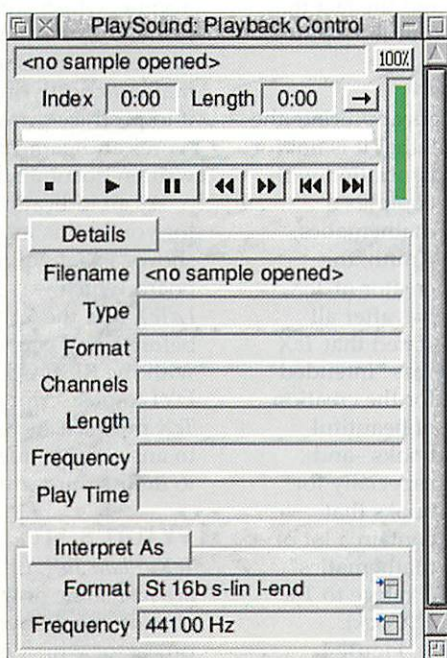 PlaySound: Playback Control
<no sample opened>
100%
Index 0:00 Length 0:00
Details
Filename <no sample opened>
Type
Format
Channels
Length
Frequency
Play Time
Interpret As
Format St 16b s-lin l-end
Frequency 44100 Hz